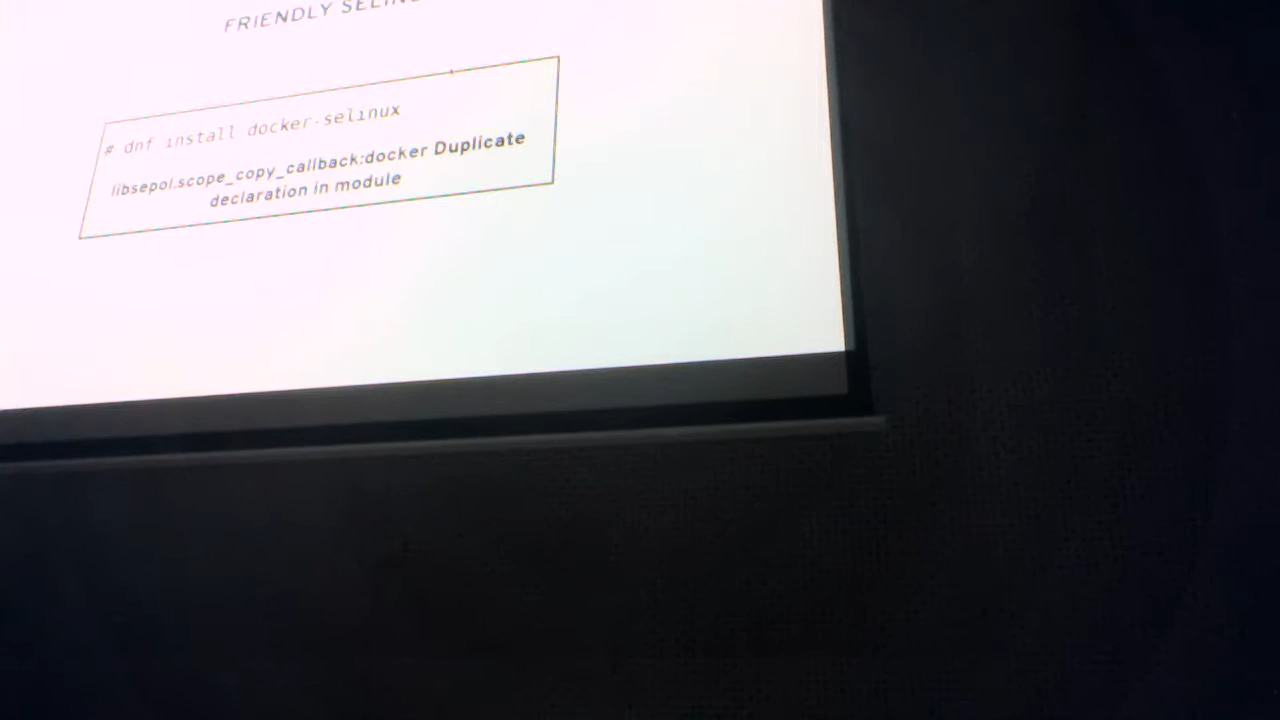 FRIENDLY
# dnf install docker-selinux
libsepol.scope_copy_callback:docker Duplicate
declaration in module